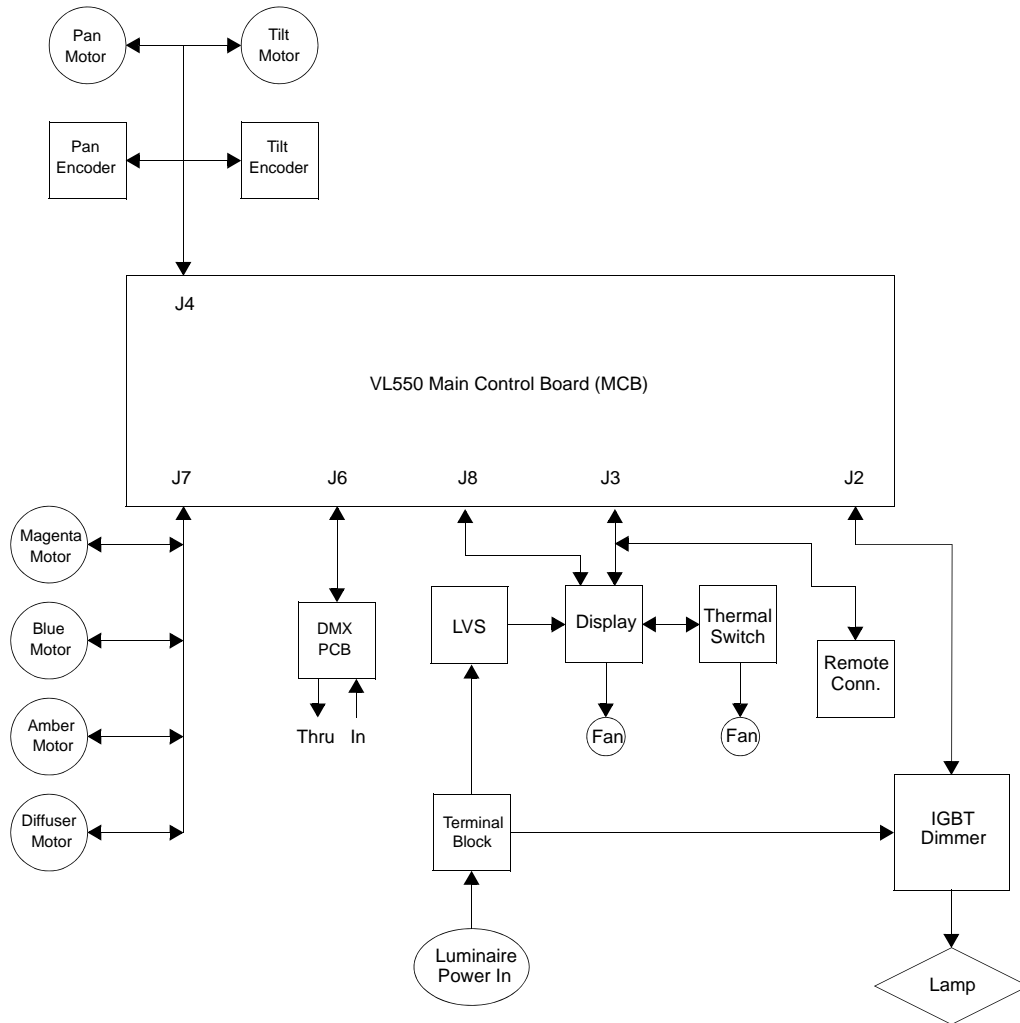 Pan
Motor
Tilt
Motor
Pan
Encoder
Tilt
Encoder
J4
VL550 Main Control Board (MCB)
J7
J6
J8
J3
J2
Magenta
Motor
Blue
Motor
Amber
Motor
Diffuser
Motor
DMX
PCB
Thru
In
LVS
Display
Thermal
Switch
Fan
Fan
Remote
Conn.
Terminal
Block
IGBT
Dimmer
Luminaire
Power In
Lamp